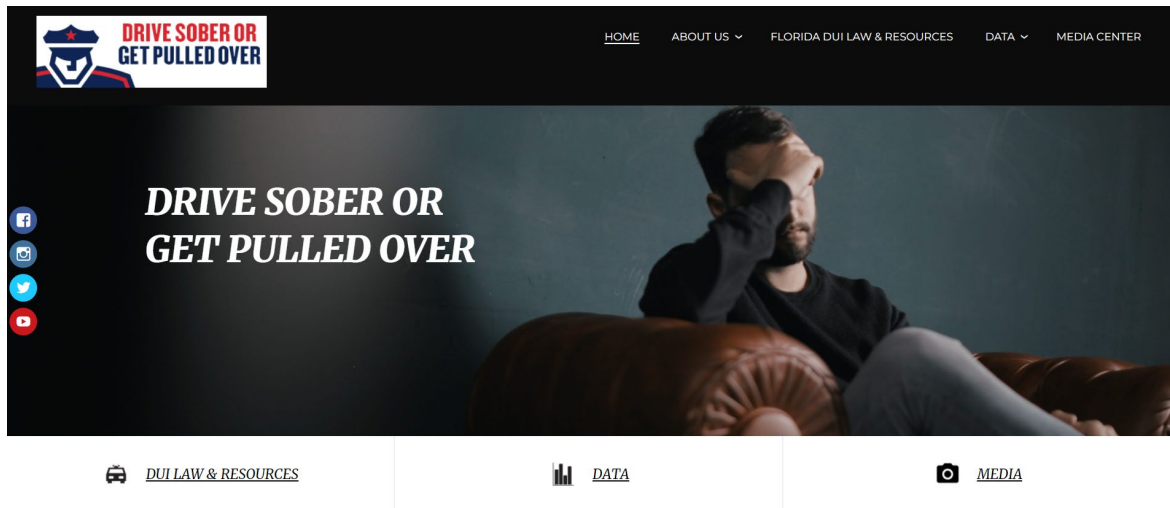 DRIVE SOBER OR
GET PULLED OVER
HOME ABOUT US FLORIDA DUI LAW & RESOURCES DATA MEDIA CENTER
DRIVE SOBER OR
GET PULLED OVER
DUI LAW & RESOURCES DATA MEDIA